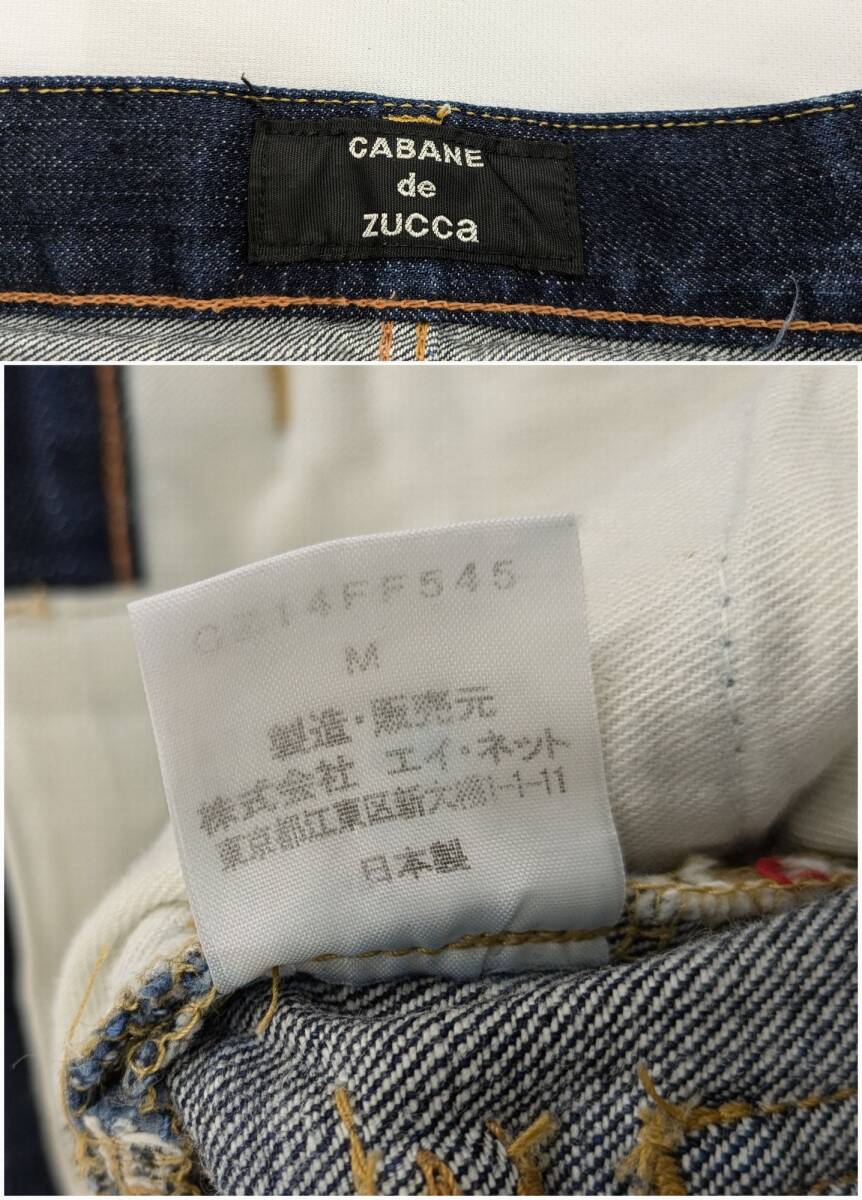 CABANE
de
ZUCCa
M
製造・販売元
株式会社 エイ・ネット
東京都江東区新大橋1-1-11
日本製